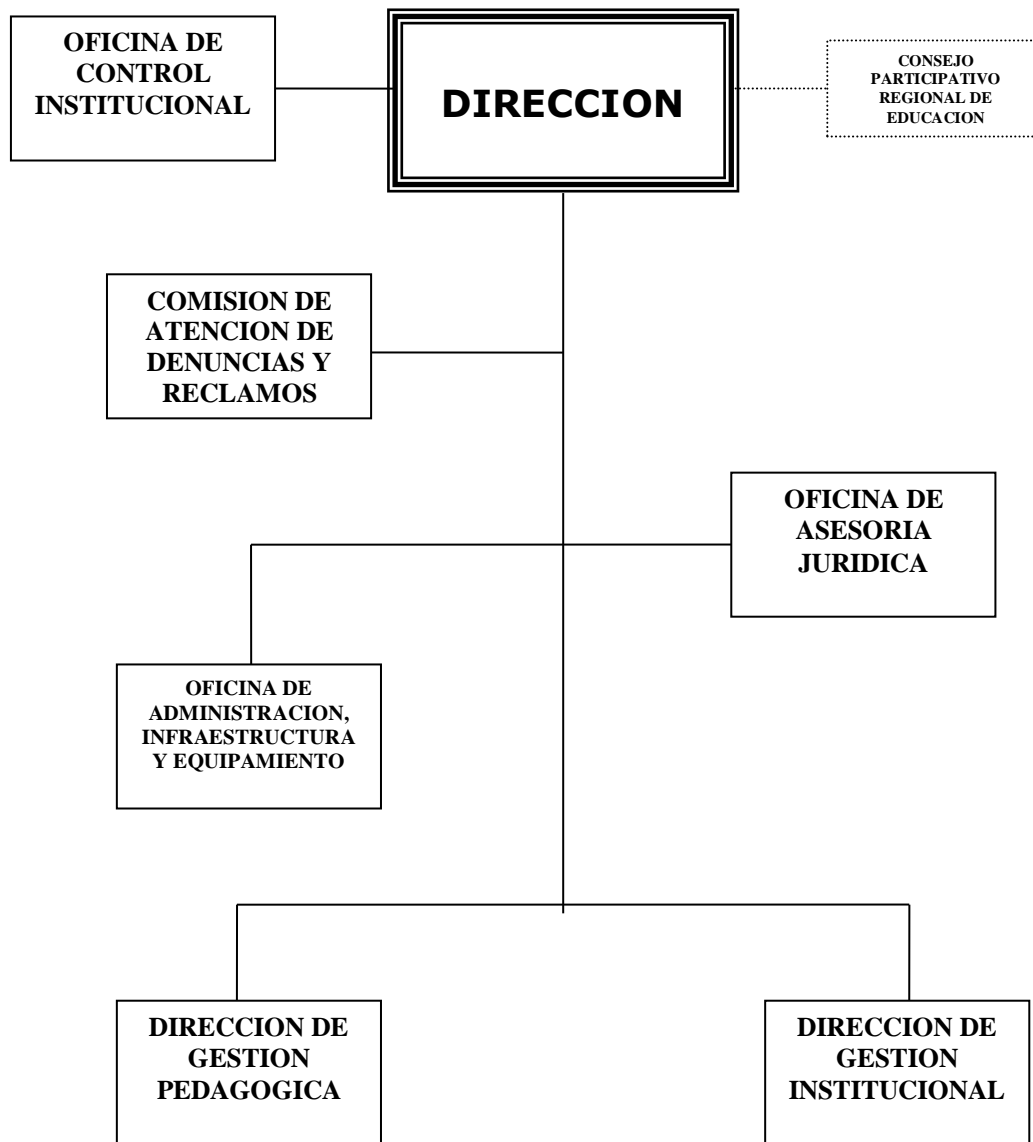 OFICINA DE
CONTROL
INSTITUCIONAL
DIRECCION
CONSEJO
PARTICIPATIVO
REGIONAL DE
EDUCACION
COMISION DE
ATENCION DE
DENUNCIAS Y
RECLAMOS
OFICINA DE
ASESORIA
JURIDICA
OFICINA DE
ADMINISTRACION,
INFRAESTRUCTURA
Y EQUIPAMIENTO
DIRECCION DE
GESTION
PEDAGOGICA
DIRECCION DE
GESTION
INSTITUCIONAL